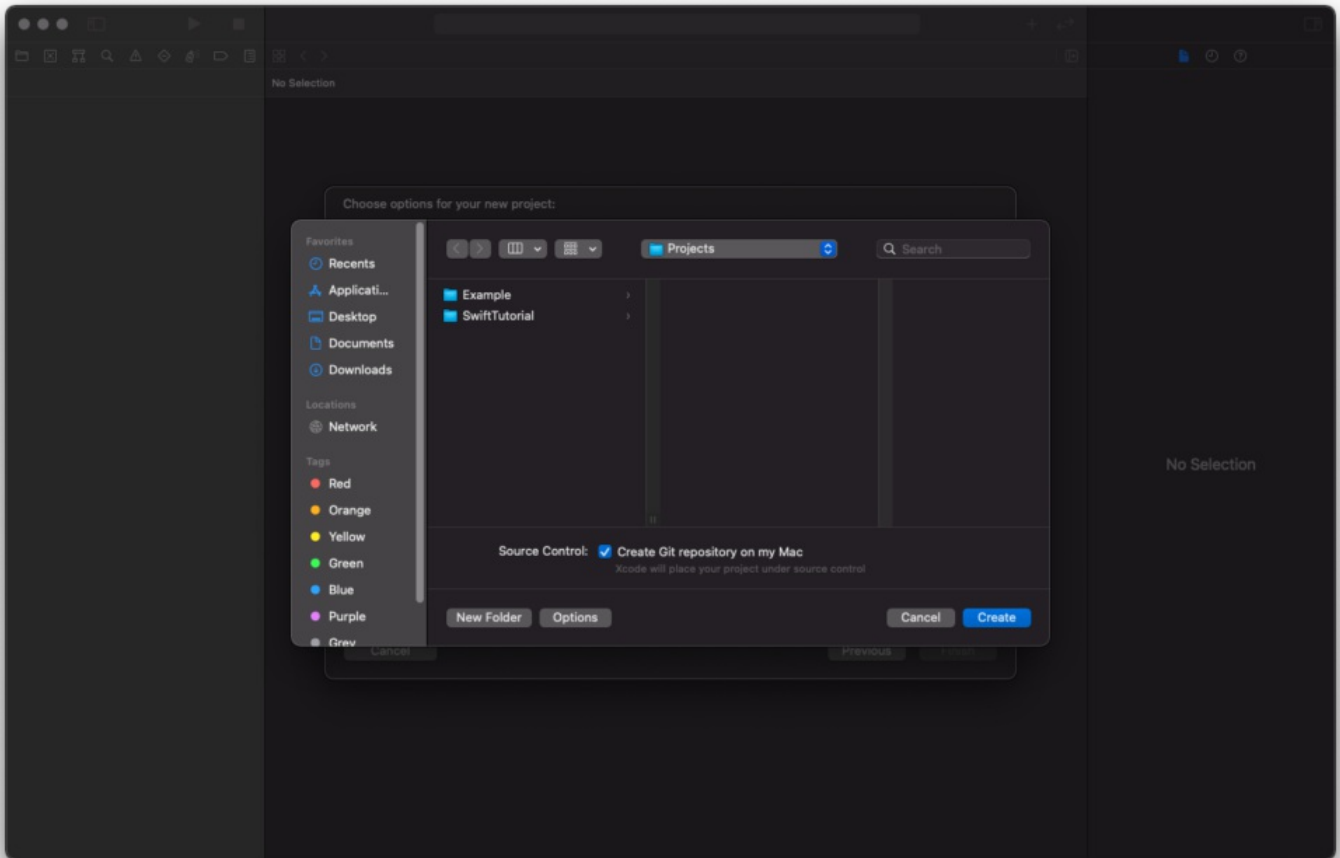 No Selection
Choose options for your new project:
Favorites
Recents
Applicati...
Desktop
Documents
Downloads
Locations
Network
Tags
Red
Orange
Yellow
Green
Blue
Purple
Grey
Projects
Search
Example
SwiftTutorial
Source Control: Create Git repository on my Mac
Xcode will place your project under source control
New Folder Options Cancel Create
Cancel Previous Finish
No Selection